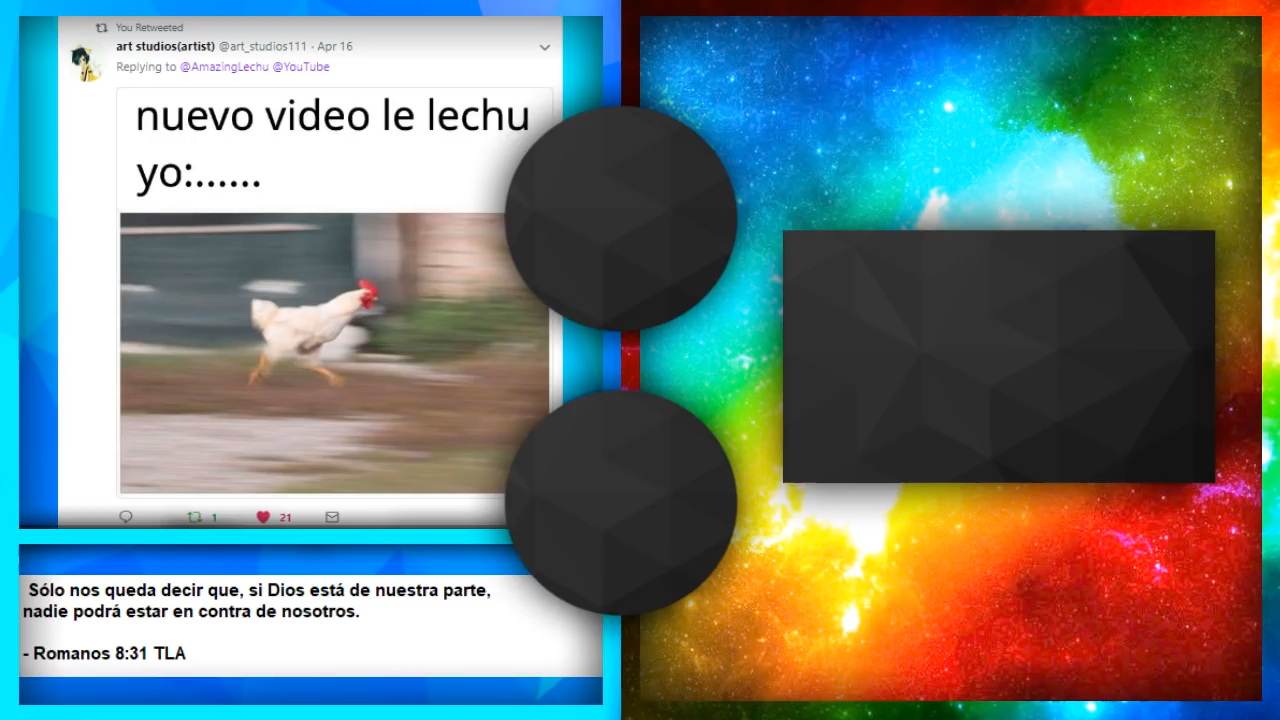 You Retweeted
art studios(artist) @art_studios111 · Apr 16
Replying to @AmazingLechu @YouTube
nuevo video le lechu
yo:......
1 21
Sólo nos queda decir que, si Dios está de nuestra parte,
nadie podrá estar en contra de nosotros.
- Romanos 8:31 TLA